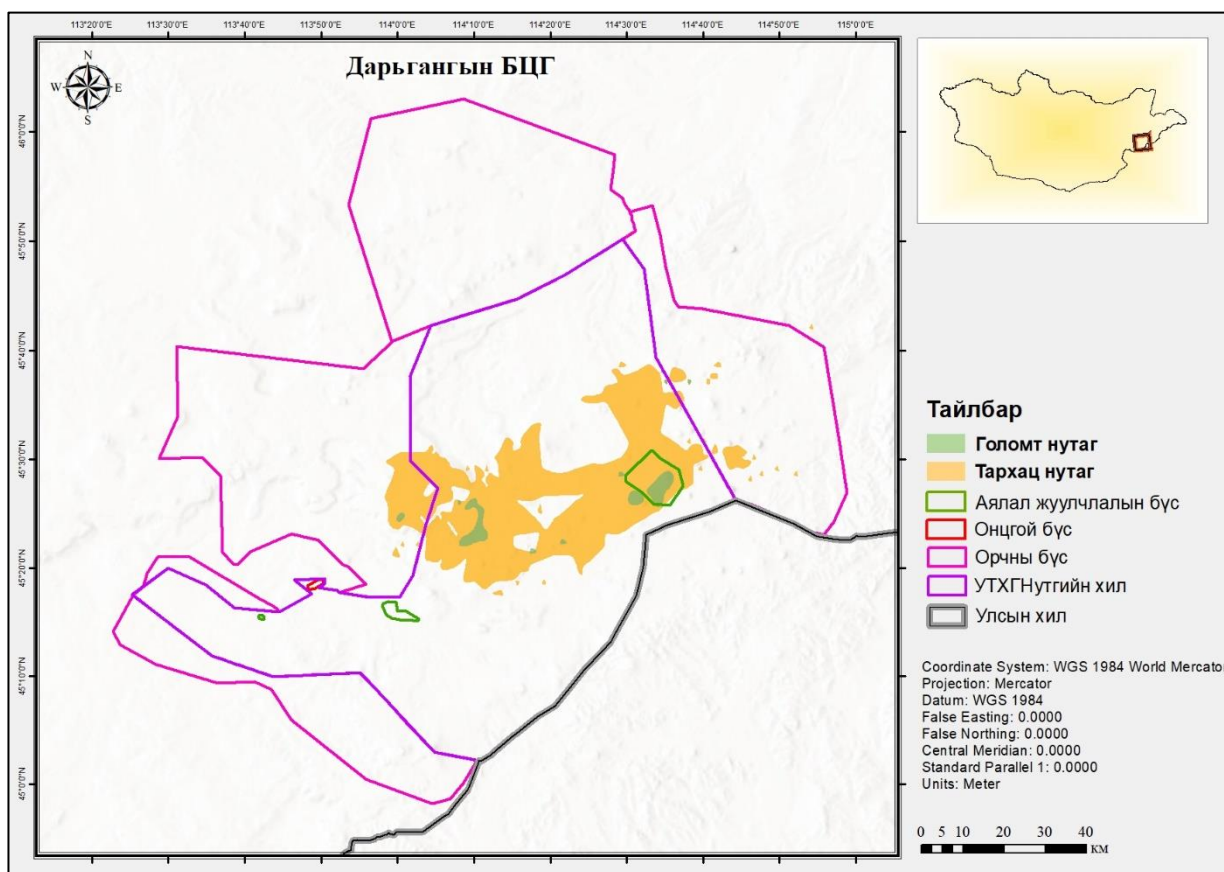 113°20'0"E 113°30'0"E 113°40'0"E 113°50'0"E 114°0'0"E 114°10'0"E 114°20'0"E 114°30'0"E 114°40'0"E 114°50'0"E 115°0'0"E
Дарьгангын БЦГ
N
W E
S
46°0'0"N
45°50'0"N
45°40'0"N
45°30'0"N
45°20'0"N
45°10'0"N
45°0'0"N
Тайлбар
Голомт нутаг
Тархац нутаг
Аялал жуулчлалын бүс
Онцгой бүс
Орчны бүс
УТХГНутгийн хил
Улсын хил
Coordinate System: WGS 1984 World Mercator
Projection: Mercator
Datum: WGS 1984
False Easting: 0.0000
False Northing: 0.0000
Central Meridian: 0.0000
Standard Parallel 1: 0.0000
Units: Meter
0 5 10 20 30 40
КМ